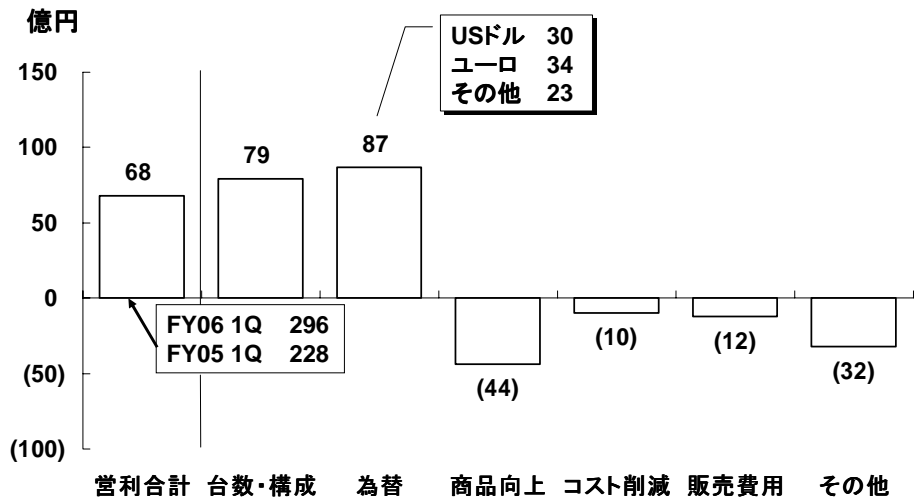 億円
USドル 30
ユーロ 34
その他 23
150
100
50
0
(50)
(100)
68
79
87
(44)
(10)
(12)
(32)
FY06 1Q 296
FY05 1Q 228
営利合計 台数・構成 為替 商品向上 コスト削減 販売費用 その他